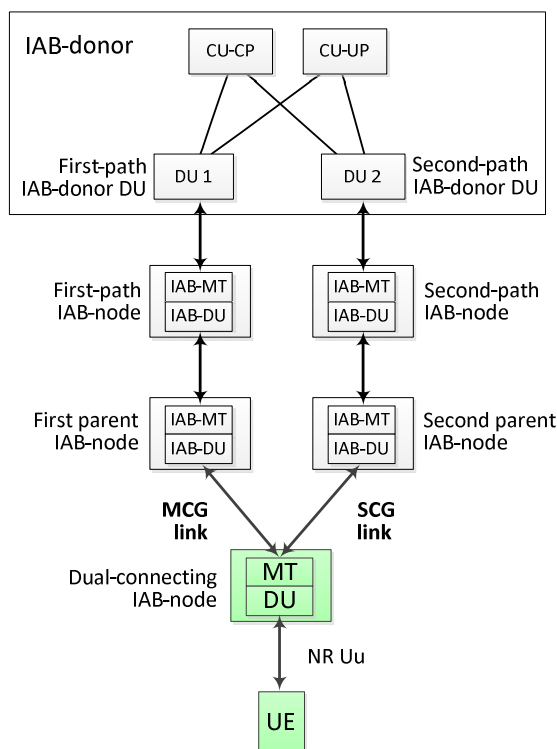 IAB-donor
CU-CP
CU-UP
First-path
IAB-donor DU
DU 1
DU 2
Second-path
IAB-donor DU
First-path
IAB-node
IAB-MT
IAB-DU
IAB-MT
IAB-DU
Second-path
IAB-node
First parent
IAB-node
IAB-MT
IAB-DU
IAB-MT
IAB-DU
Second parent
IAB-node
MCG
link
SCG
link
Dual-connecting
IAB-node
MT
DU
NR Uu
UE